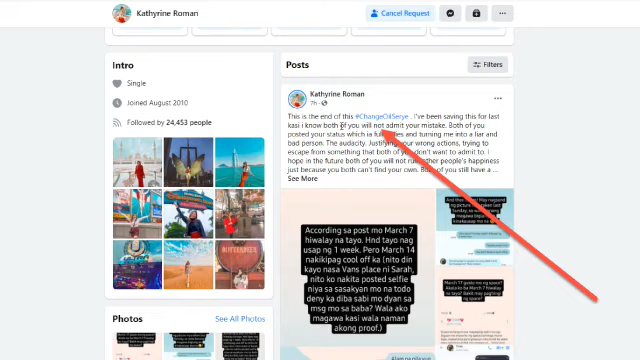 Kathyrine Roman
Cancel Request
Intro
Single
Joined August 2010
Followed by 24,463 people
Photos
See All Photos
Posts
Filters
Kathyrine Roman
7h
This is the end of this #ChangeOilSerye . I've been saving this for last
kasi i know both of you will not admit your mistake. Both of you
posted your status which is full of lies and turning me into a liar and
bad person. The audacity. Justifying your wrong actions, trying to
escape from something that both of you don't want to admit to. I
hope in the future both of you will not ruin other people's happiness
just because you both can't find your own. Both of you still have a ...
See More
According sa post mo March 7
hiwalay na tayo. Hnd tayo nag
usap ng 1 week. Pero March 14
nakikipag cool off ka (nito din
kayo nasa Vans place ni Sarah,
nito ko nakita posted selfie
niya sa sasakyan mo na todo
deny ka diba sabi mo dyan sa
msg mo sa baba? Wala ako
magawa kasi wala naman
akong proof.)